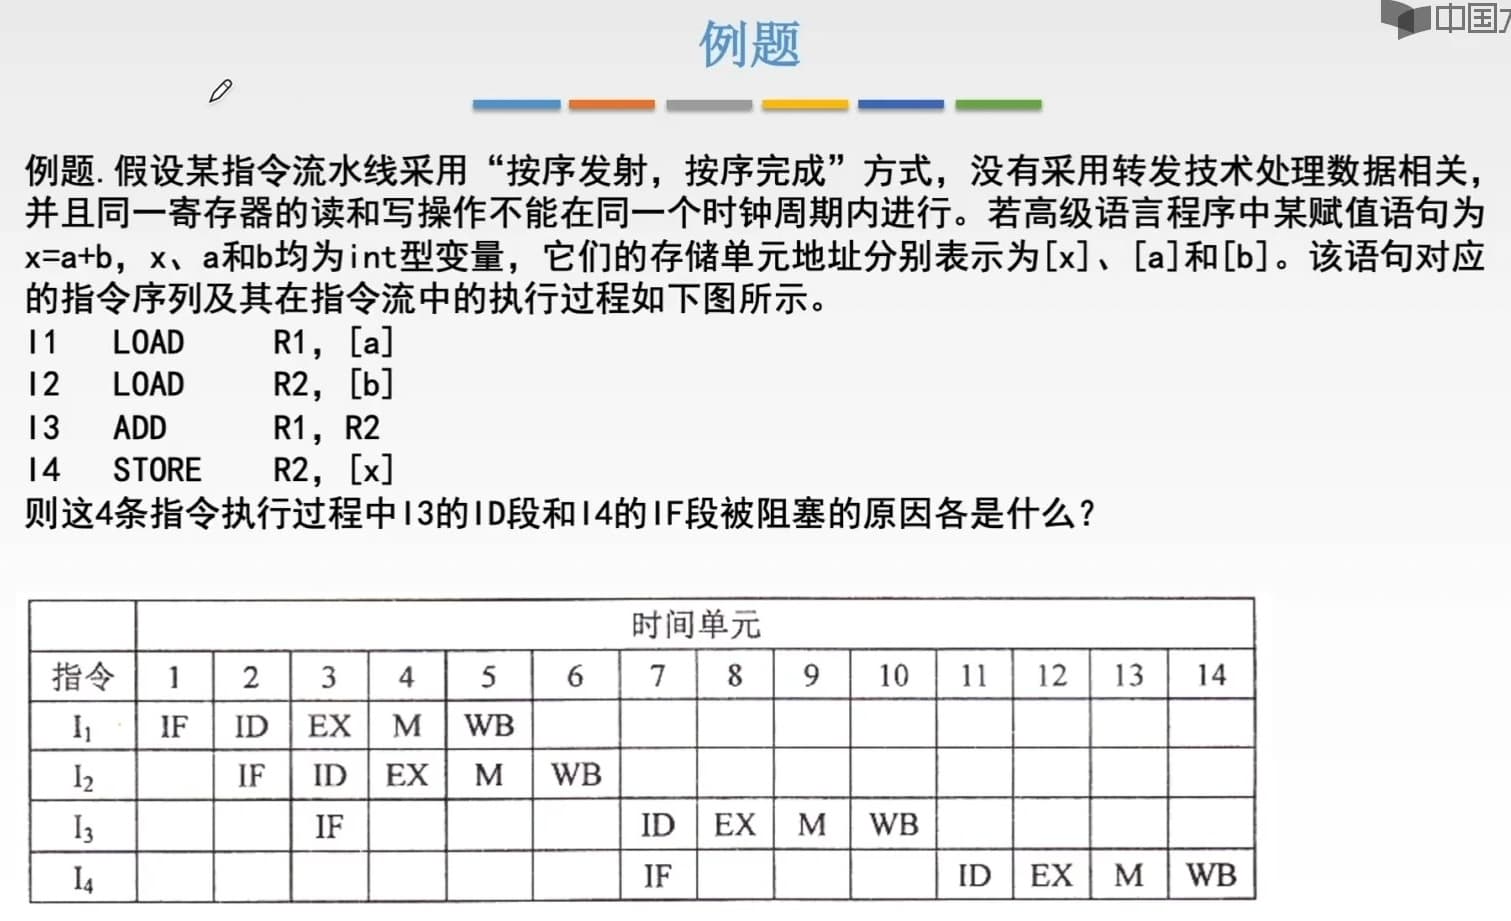 中国
例题
例题.假设某指令流水线采用“按序发射，按序完成”方式，没有采用转发技术处理数据相关，
并且同一寄存器的读和写操作不能在同一个时钟周期内进行。若高级语言程序中某赋值语句为
x=a+b，x、a和b均为int型变量，它们的存储单元地址分别表示为[x]、[a]和[b]。该语句对应
的指令序列及其在指令流中的执行过程如下图所示。
I1 LOAD R1，[a]
I2 LOAD R2，[b]
I3 ADD R1，R2
I4 STORE R2，[x]
则这4条指令执行过程中I3的ID段和I4的IF段被阻塞的原因各是什么？
时间单元
指令 1 2 3 4 5 6 7 8 9 10 11 12 13 14
I₁ IF ID EX M WB
I₂ IF ID EX M WB
I₃ IF ID EX M WB
I₄ IF ID EX M WB